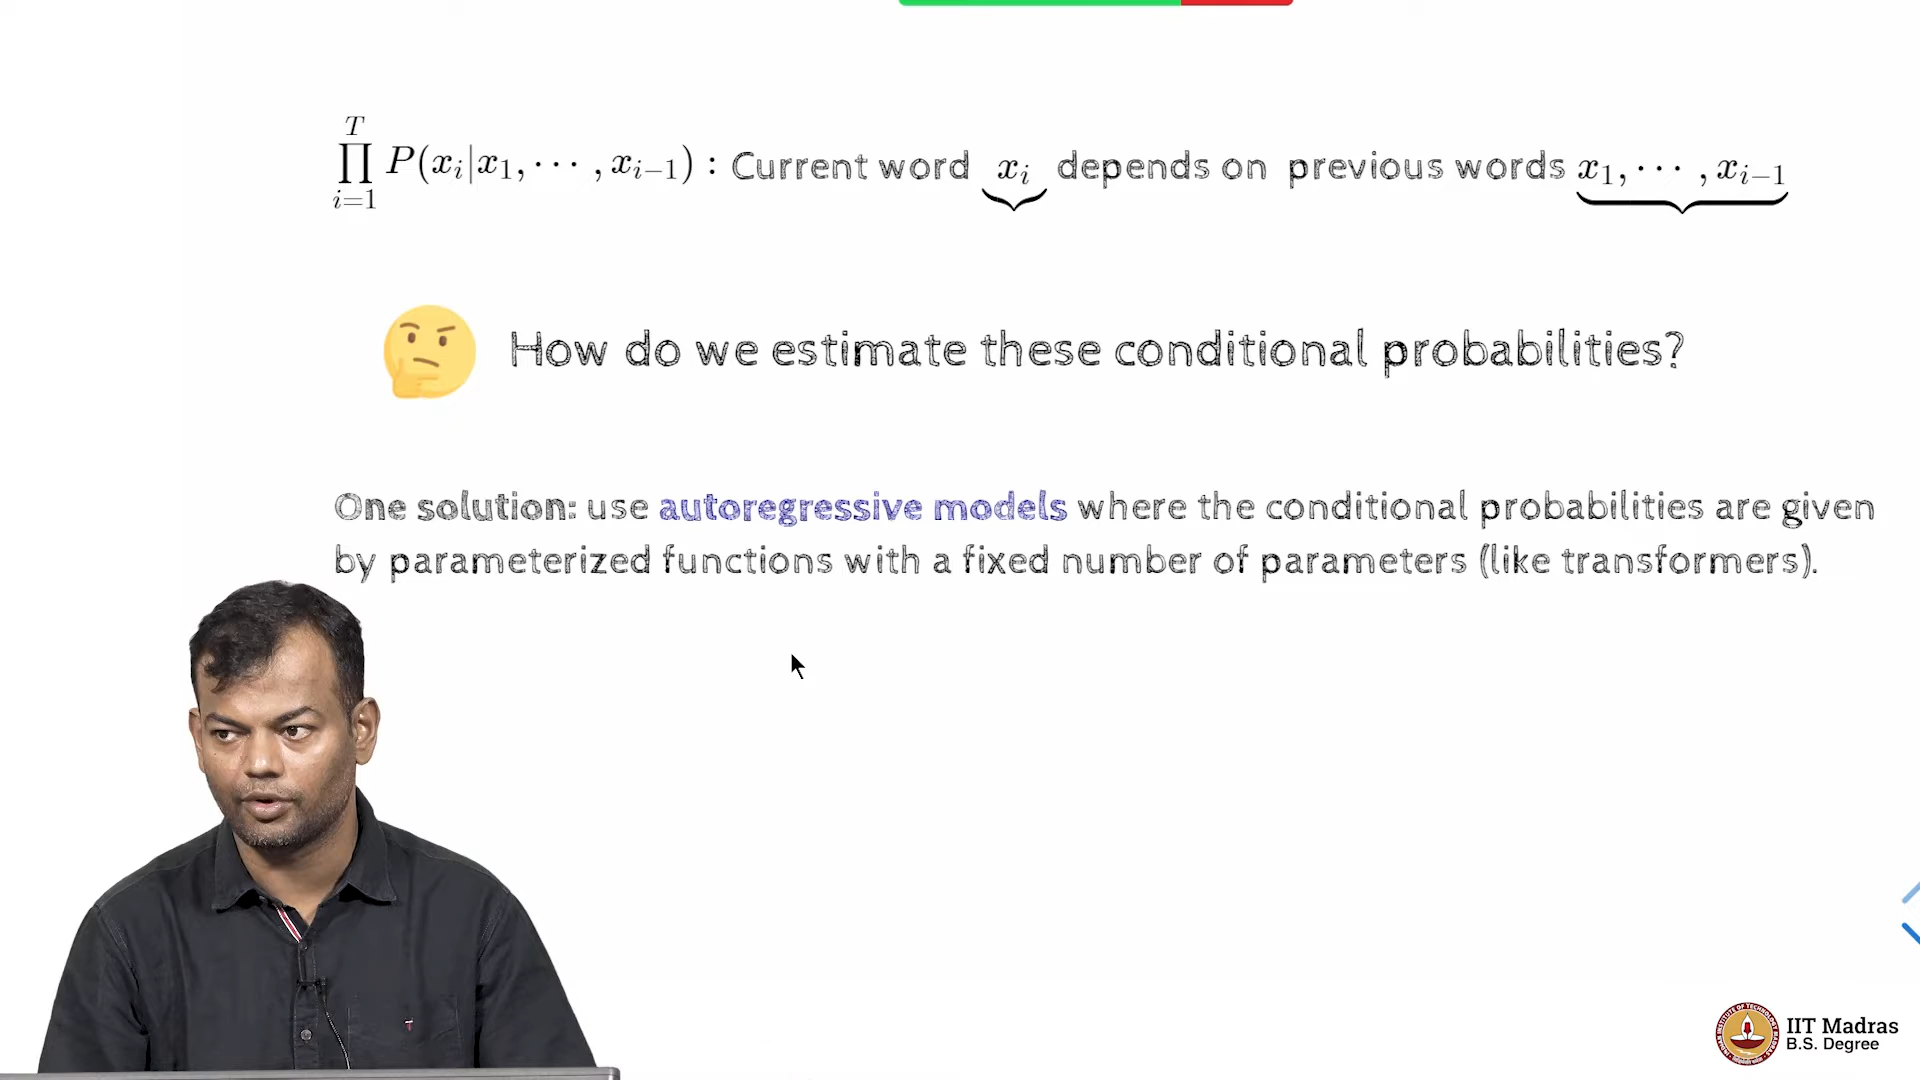 ∏_{i=1}^{T} P(x_i|x_1, ⋯ , x_{i−1}) : Current word x_i depends on previous words x_1, ⋯ , x_{i−1}
How do we estimate these conditional probabilities?
One solution: use autoregressive models where the conditional probabilities are given
by parameterized functions with a fixed number of parameters (like transformers).
IIT Madras
B.S. Degree